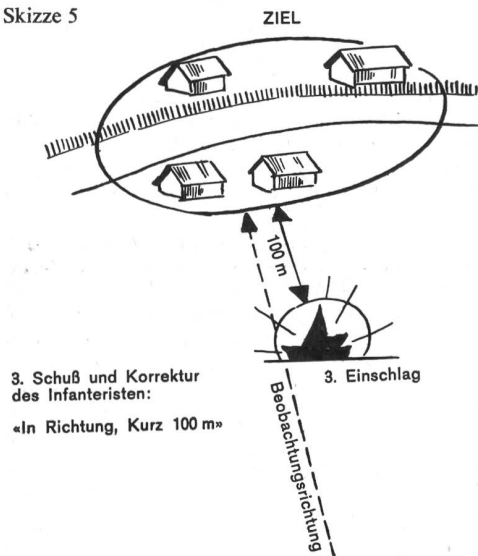 Skizze 5
ZIEL
100 m
3. Einschlag
3. Schuß und Korrektur
des Infanteristen:
«In Richtung, Kurz 100 m»
Beobachtungsrichtung